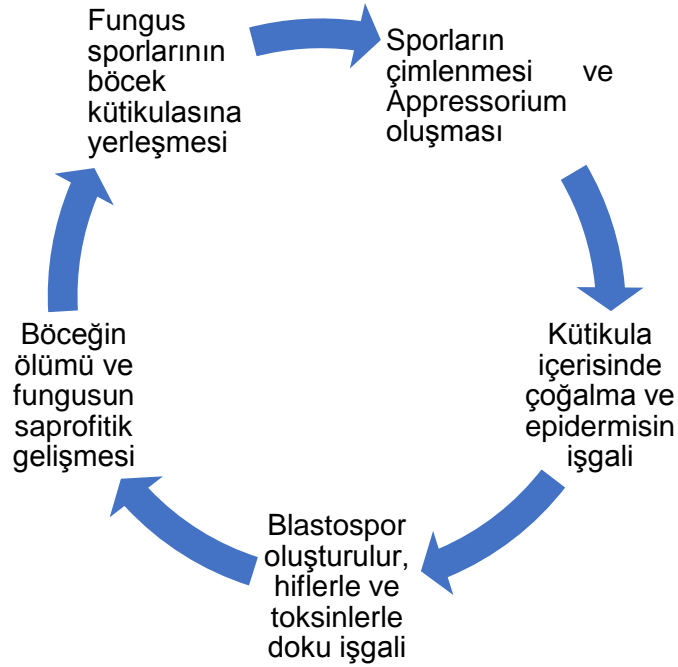 Fungus
sporlarının
böcek
kütikulasına
yerleşmesi
Sporların
çimlenmesi ve
Appressorium
oluşması
Kütikula
içerisinde
çoğalma ve
epidermisin
işgali
Blastospor
oluşturulur,
hiflerle ve
toksinlerle
doku işgali
Böceğin
ölümü ve
fungusun
saprofitik
gelişmesi